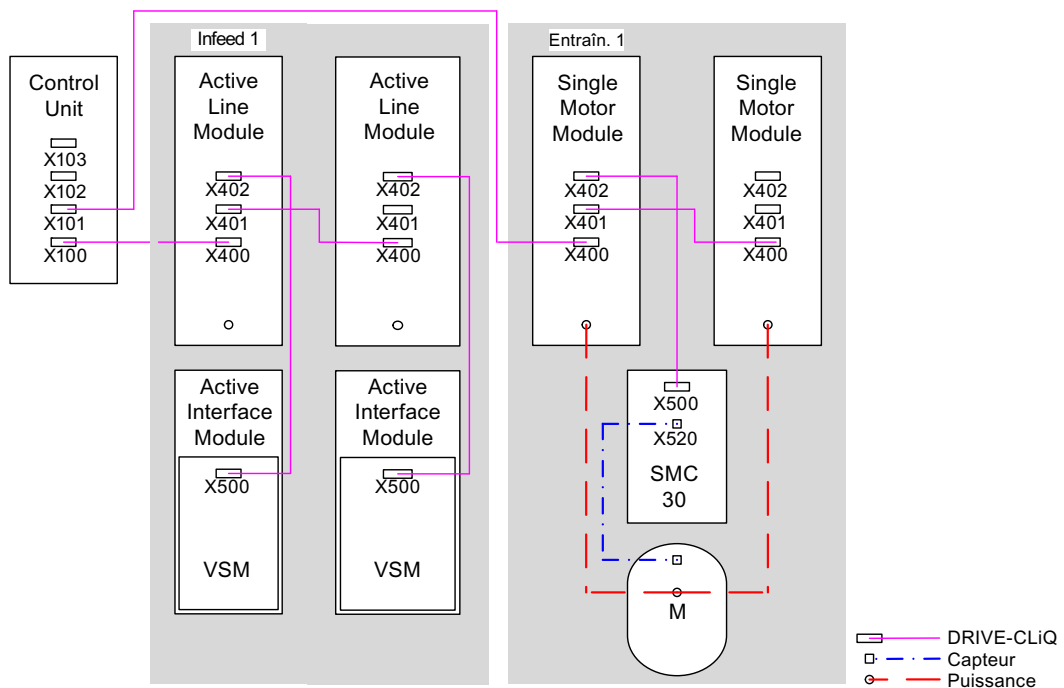 Infeed 1
Entraîn. 1
Control
Unit
X103
X102
X101
X100
Active
Line
Module
X402
X401
X400
Active
Line
Module
X402
X401
X400
Single
Motor
Module
X402
X401
X400
Single
Motor
Module
X402
X401
X400
Active
Interface
Module
X500
VSM
Active
Interface
Module
X500
VSM
X500
X520
SMC
30
M
DRIVE-CLiQ
Capteur
Puissance